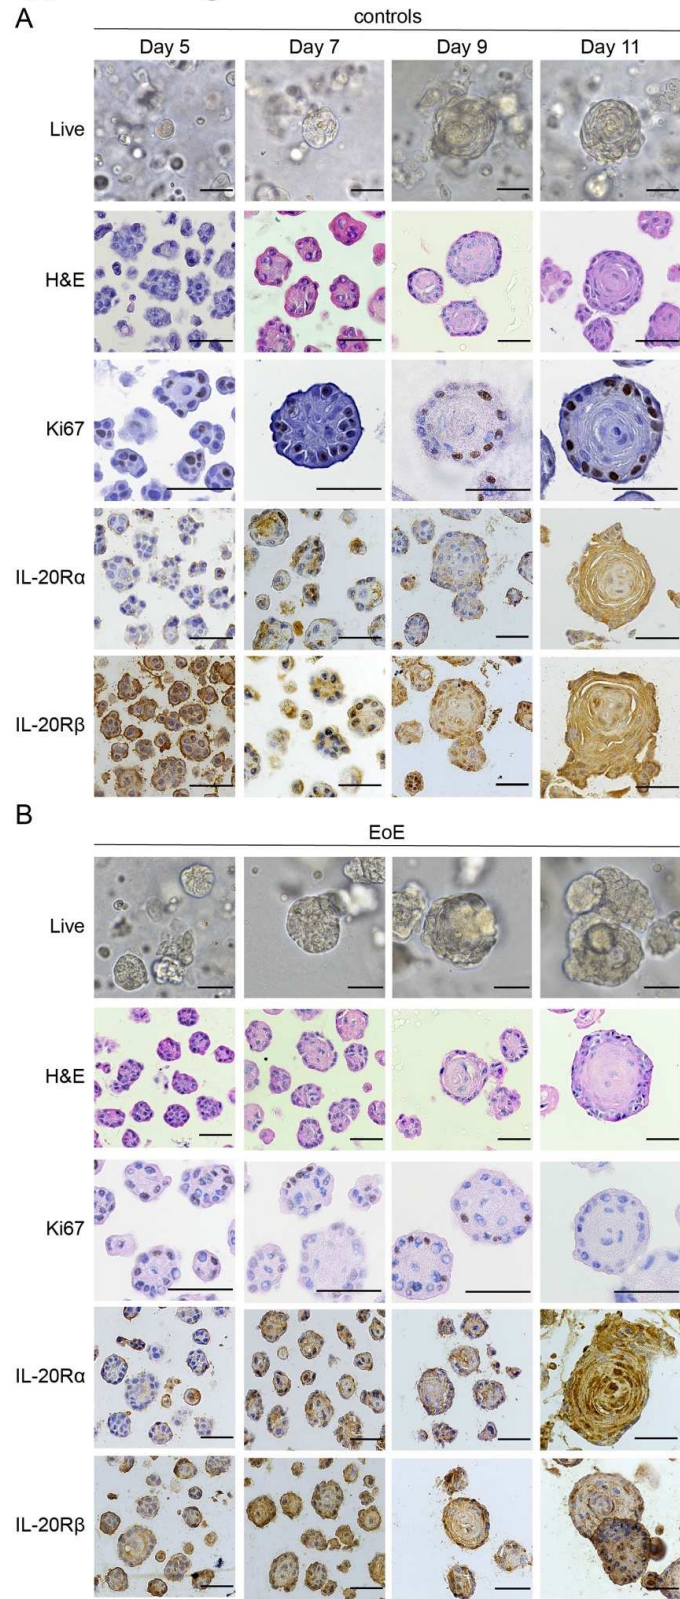 A
controls
Day 5 Day 7 Day 9 Day 11
Live
H&E
Ki67
IL-20Rα
IL-20Rβ
B
EoE
Live
H&E
Ki67
IL-20Rα
IL-20Rβ